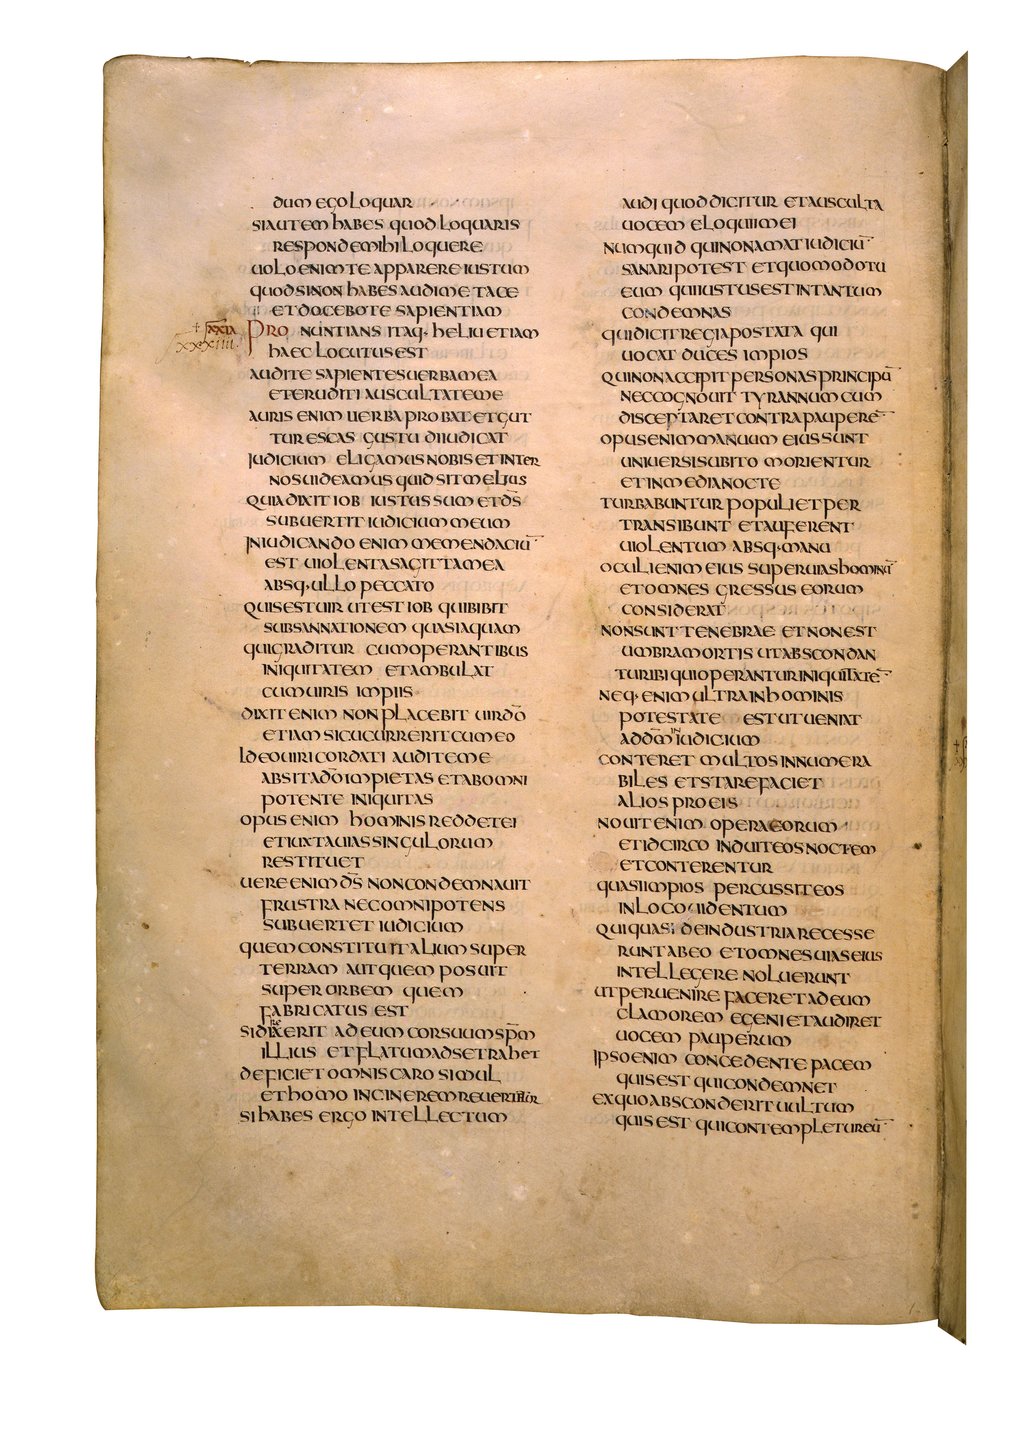 dum ego loquar
si autem habes quod loquaris
responde mihi loquere
uolo enim te apparere iustum
quod si non habes audi me tace
et docebo te sapientiam
xxxiiii. Pronuntians itaq· heliu etiam
haec locutus est
audite sapientes uerba mea
et eruditi auscultate me
auris enim uerba probat et gut
tur escas gustu diiudicat
iudicium eligamus nobis et inter
nos uideamus quid sit melius
quia dixit iob iustus sum et d̄s
subuertit iudicium meum
in iudicando enim me mendaciū
est uiolenta sagitta mea
absq· ullo peccato
quis est uir ut est iob qui bibit
subsannationem quasi aquam
qui graditur cum operantibus
iniquitatem et ambulat
cum uiris impiis
dixit enim non placebit uir d̄o
etiam si cucurrerit cum eo
Ideo uiri cordati audite me
absit a d̄o impietas et ab omni
potente iniquitas
opus enim hominis reddet ei
et iuxta uias singulorum
restituet
uere enim d̄s non condemnauit
frustra nec omnipotens
subuertet iudicium
quem constituit alium super
terram aut quem posuit
super orbem quem
fabricatus est
si direxerit ad eum cor suum sp̄m
illius et flatum ad se trahet
deficiet omnis caro simul
et homo in cinerem reuertitur
si habes ergo intellectum
audi quod dicitur et ausculta
uocem eloquii mei
Numquid qui non amat iudiciū
sanari potest et quomodo tu
eum qui iustus est in tantum
condemnas
qui dicit regi apostata qui
uocat duces impios
qui non accipit personas principū
nec cognouit tyrannum cum
disceptaret contra pauperē
opus enim manuum eius sunt
uniuersi subito morientur
et in media nocte
turbabuntur populi et per
transibunt et auferent
uiolentum absq· manu
oculi enim eius super uias hominū
et omnes gressus eorum
considerat
non sunt tenebrae et non est
umbra mortis ut abscondan
tur ibi qui operantur iniquitatē
neq· enim ultra in hominis
potestate est ut ueniat
ad d̄m in iudicium
conteret multos innumera
biles et stare faciet
alios pro eis
nouit enim opera eorum
et idcirco induit eos noctem
et conterentur
quasi impios percussit eos
in loco uidentum
qui quasi de industria recesse
runt ab eo et omnes uias eius
intellegere noluerunt
ut peruenire faceret ad eum
clamorem egeni et audiret
uocem pauperum
ipso enim concedente pacem
quis est qui condemnet
ex quo absconderit uultum
quis est qui contempletur eū